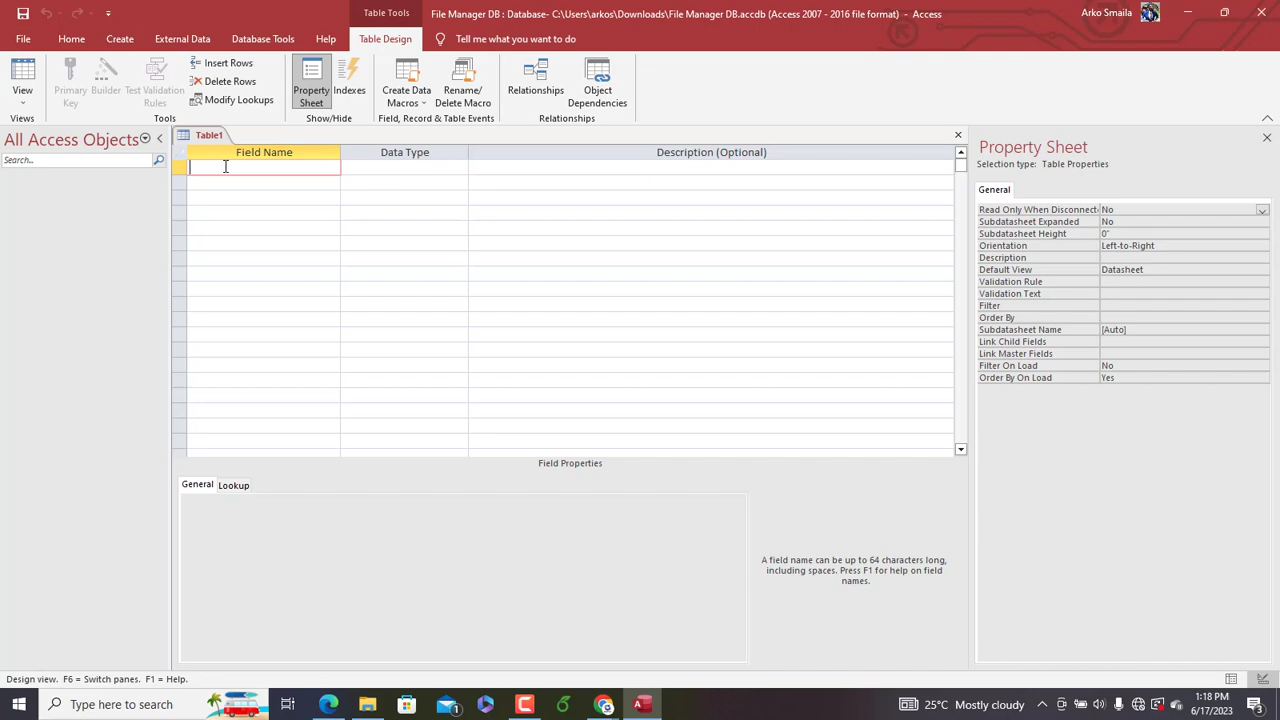 Table Tools
File Manager DB : Database- C:\Users\arkos\Downloads\File Manager DB.accdb (Access 2007 - 2016 file format) - Access
Arko Smaila
File Home Create External Data Database Tools Help Table Design Tell me what you want to do
View
Primary Key
Builder
Test Validation Rules
Insert Rows
Delete Rows
Modify Lookups
Property Sheet
Indexes
Create Data Macros
Rename/ Delete Macro
Relationships
Object Dependencies
Views Tools Show/Hide Field, Record & Table Events Relationships
All Access Objects
Search...
Table1
Field Name Data Type Description (Optional)
Property Sheet
Selection type: Table Properties
General
Read Only When Disconnect No
Subdatasheet Expanded No
Subdatasheet Height 0"
Orientation Left-to-Right
Description
Default View Datasheet
Validation Rule
Validation Text
Filter
Order By
Subdatasheet Name [Auto]
Link Child Fields
Link Master Fields
Filter On Load No
Order By On Load Yes
Field Properties
General Lookup
A field name can be up to 64 characters long,
including spaces. Press F1 for help on field
names.
Design view. F6 = Switch panes. F1 = Help.
Type here to search
1
25°C Mostly cloudy
1:18 PM
6/17/2023
3